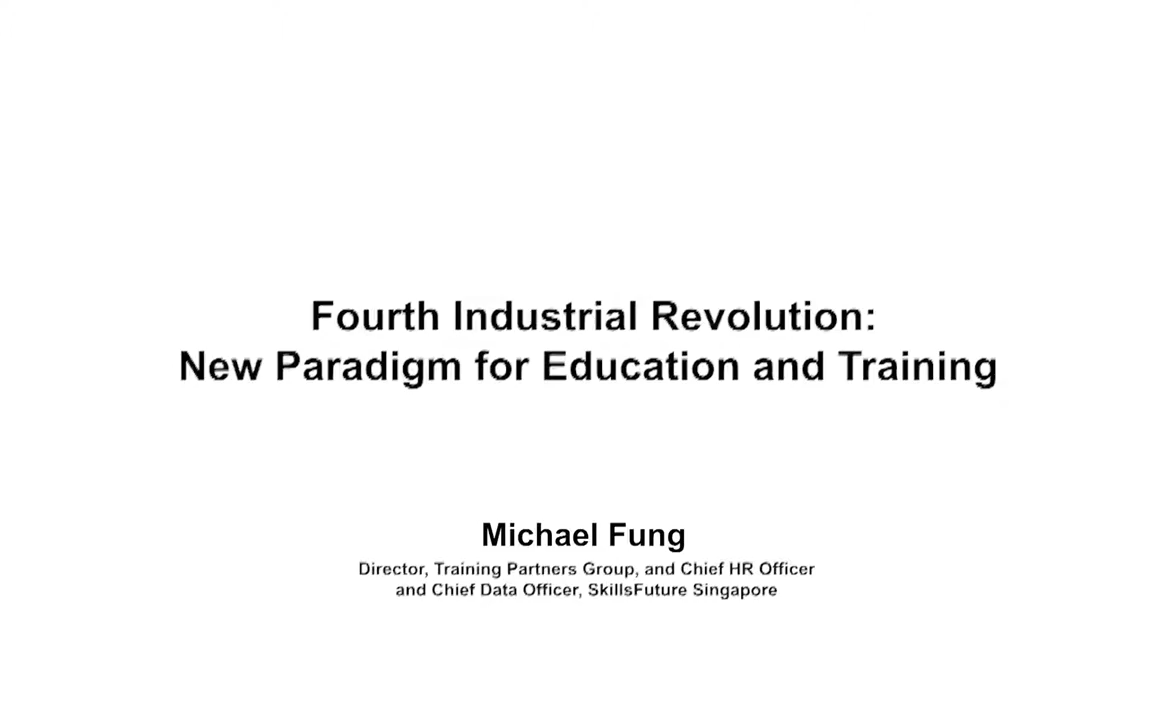 Fourth Industrial Revolution:
New Paradigm for Education and Training
Michael Fung
Director, Training Partners Group, and Chief HR Officer
and Chief Data Officer, SkillsFuture Singapore